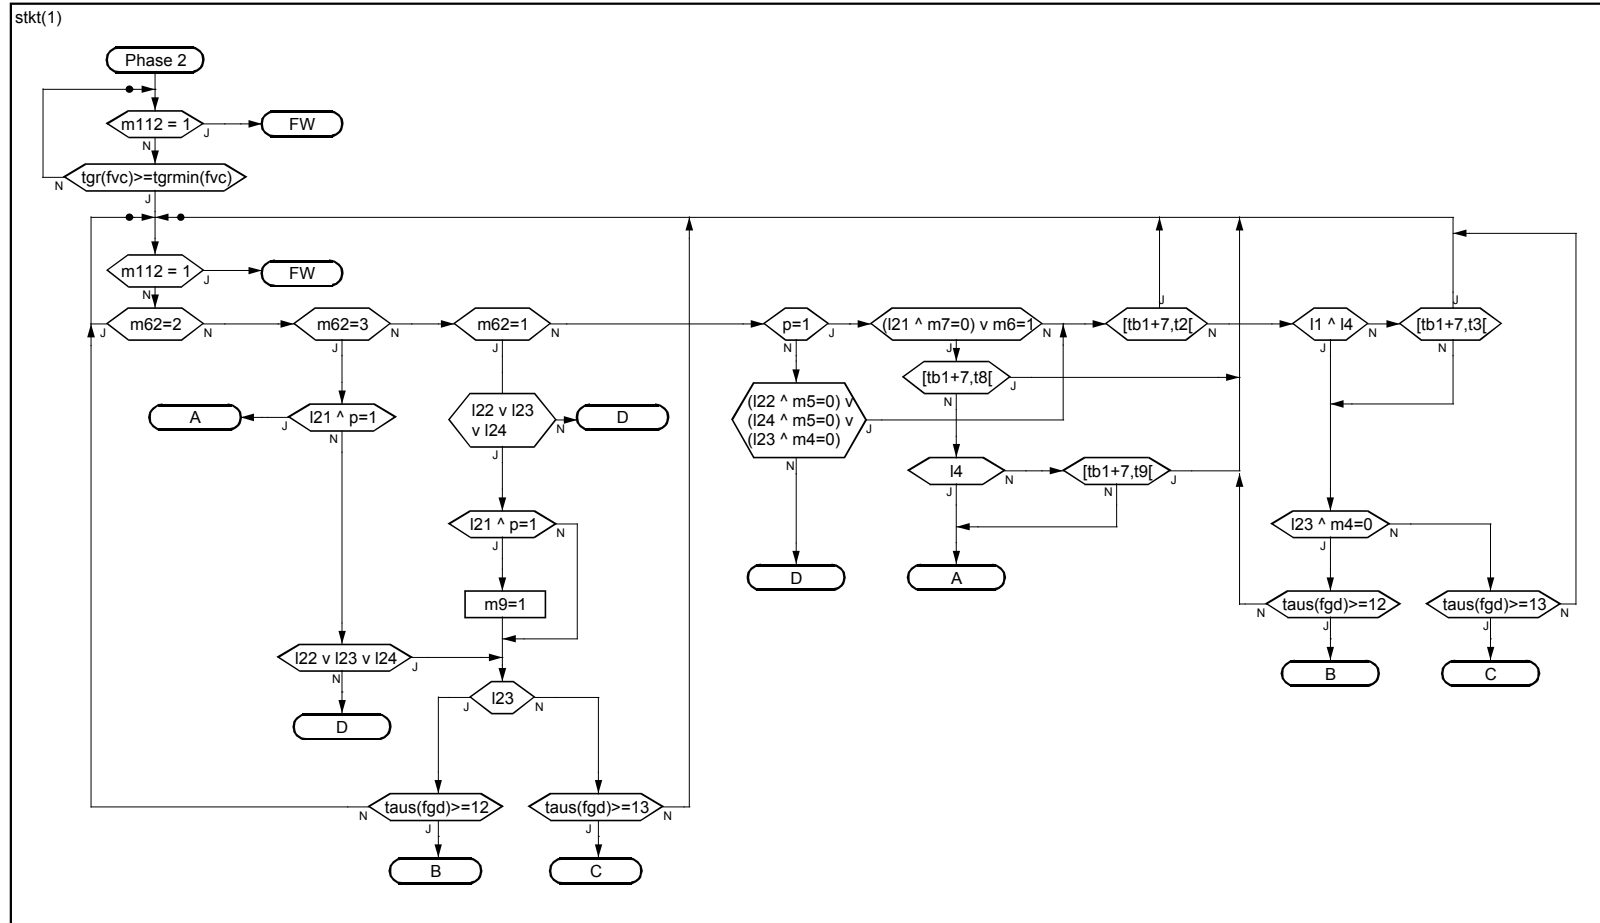 stkt(1)
Phase 2
m112 = 1
J
FW
N
tgr(fvc)>=tgrmin(fvc)
N
J
m112 = 1
J
FW
N
m62=2
J
N
m62=3
N
J
m62=1
N
J
p=1
J
N
(l21 ^ m7=0) v m6=1
N
J
[tb1+7,t2[
J
N
l1 ^ l4
N
J
[tb1+7,t3[
J
N
[tb1+7,t8[
J
N
A
l21 ^ p=1
J
N
l22 v l23
v l24
N
J
D
(l22 ^ m5=0) v
(l24 ^ m5=0) v
(l23 ^ m4=0)
J
N
l4
N
J
[tb1+7,t9[
J
N
l21 ^ p=1
N
J
l23 ^ m4=0
N
J
D
A
m9=1
taus(fgd)>=12
N
J
taus(fgd)>=13
N
J
l22 v l23 v l24
J
N
B
C
l23
J
N
D
taus(fgd)>=12
N
J
taus(fgd)>=13
N
J
B
C